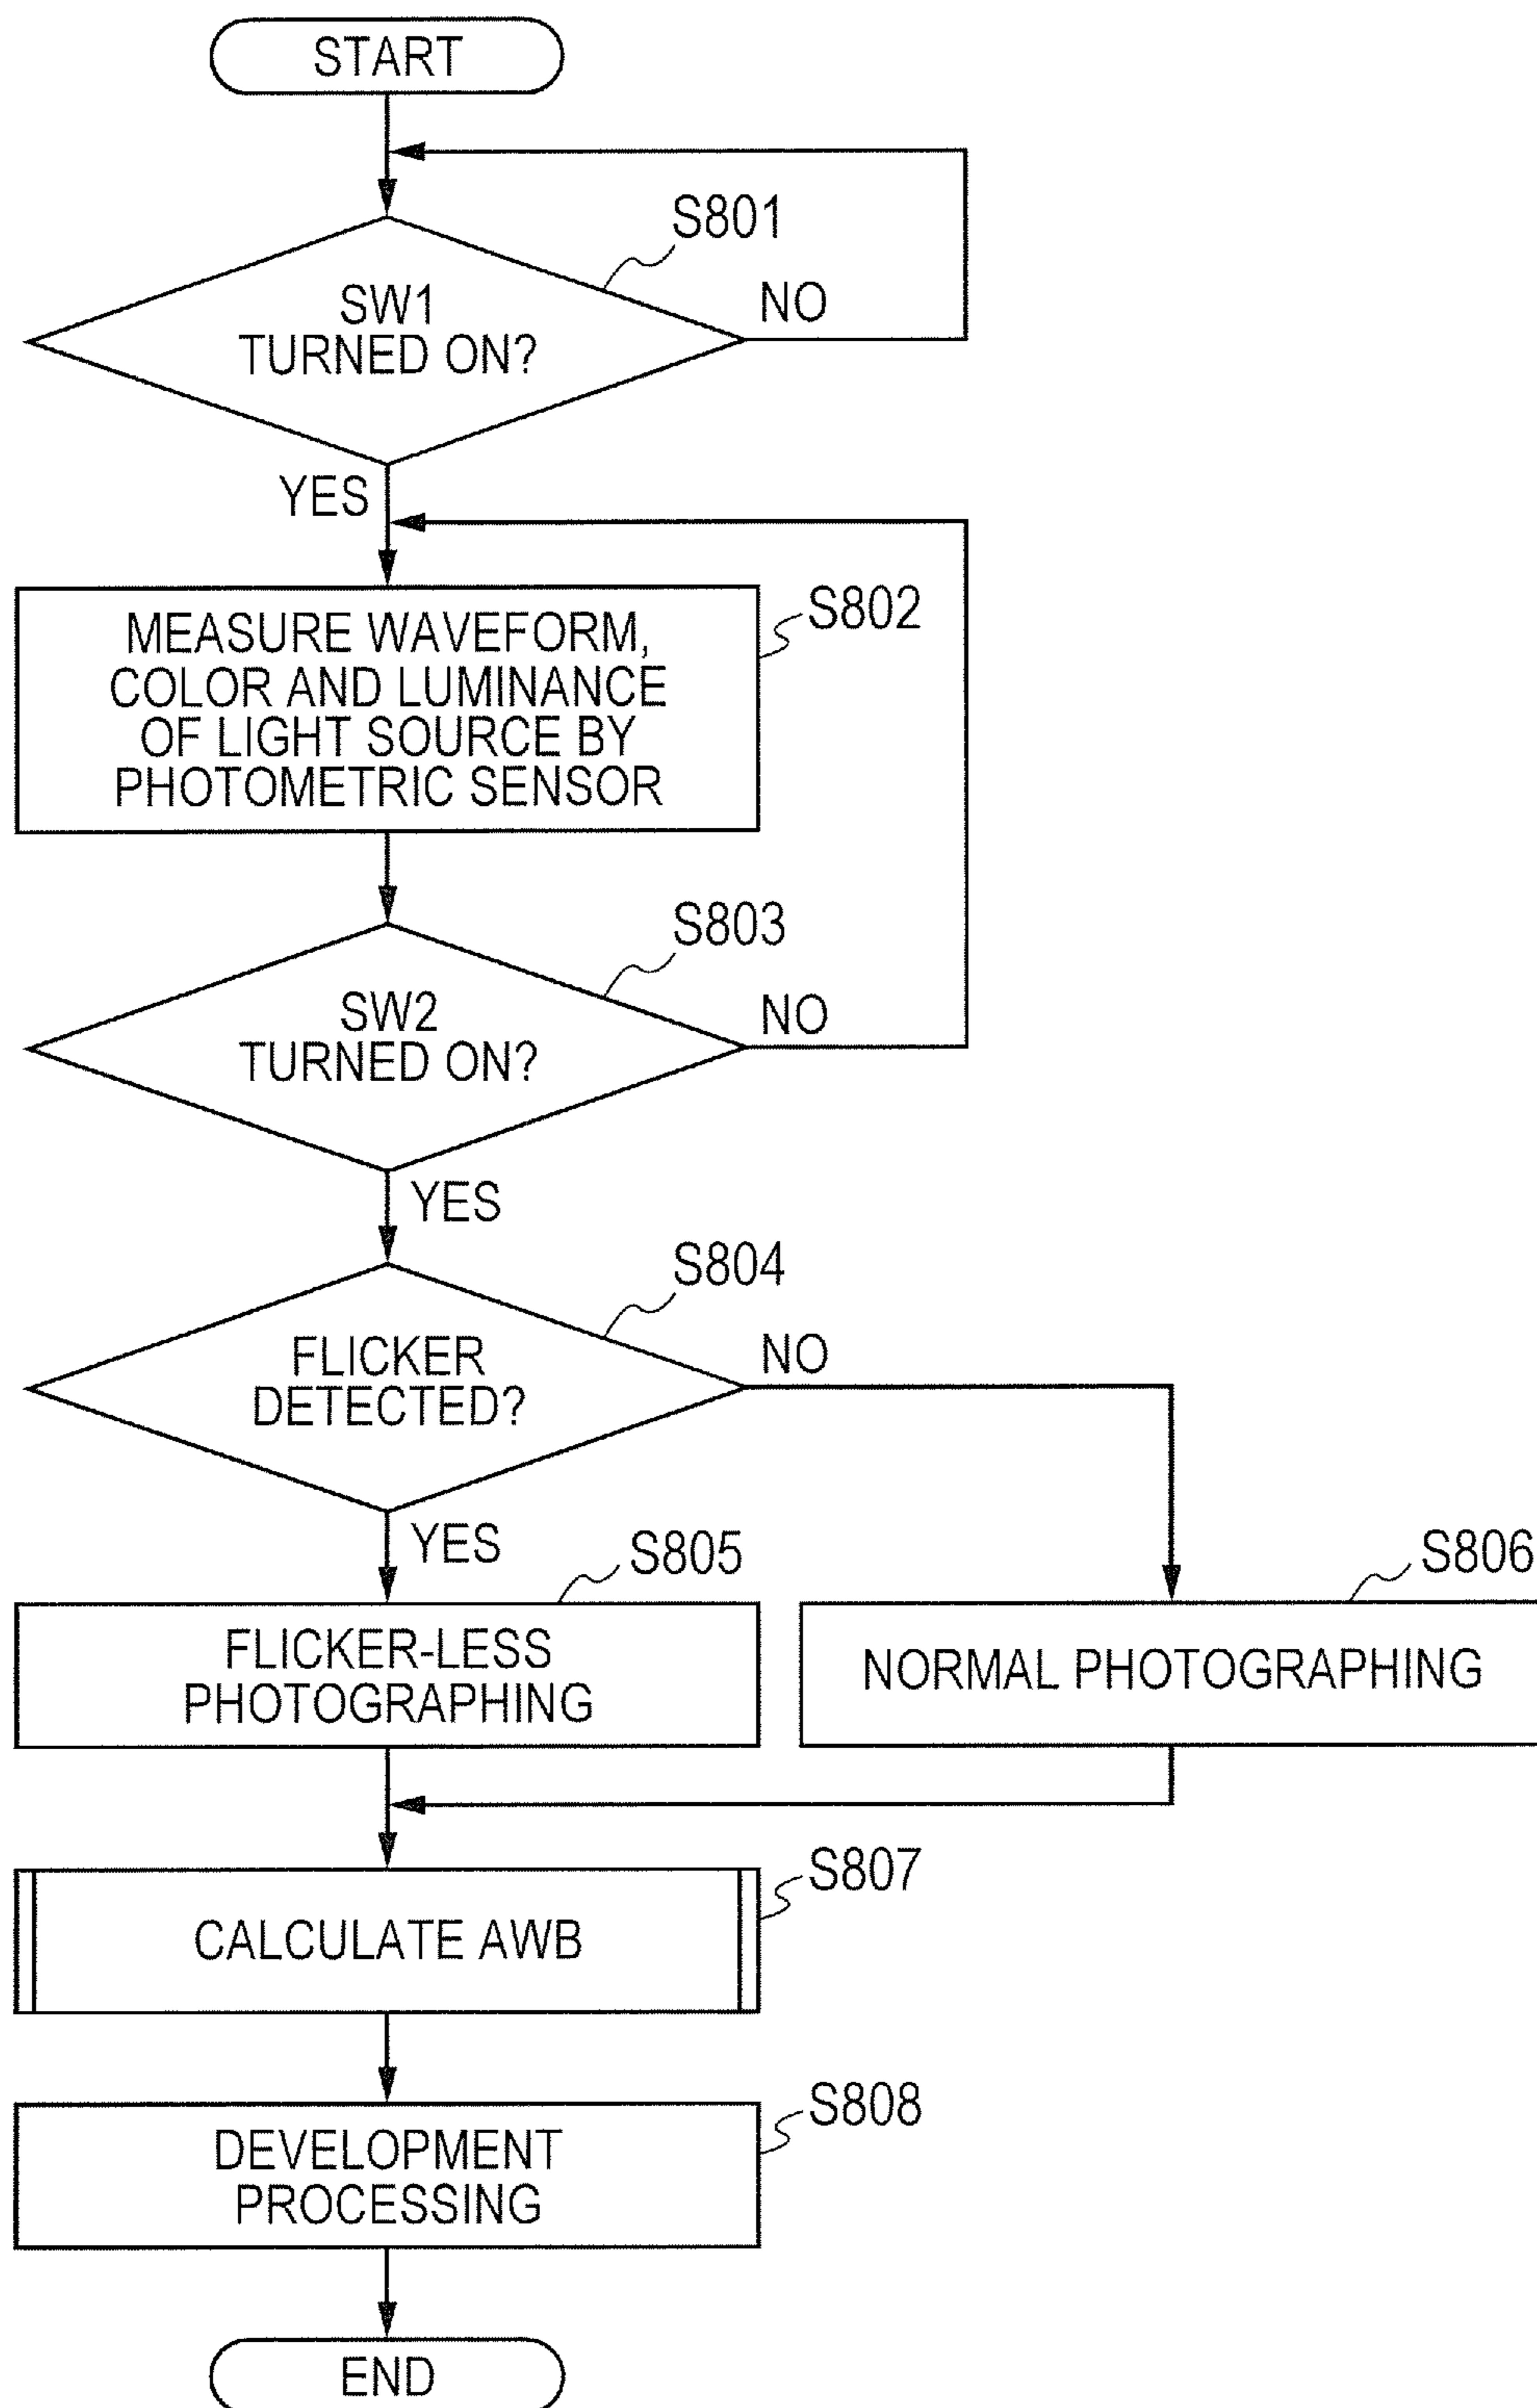 START
S801
SW1
TURNED ON?
NO
YES
MEASURE WAVEFORM,
COLOR AND LUMINANCE
OF LIGHT SOURCE BY
PHOTOMETRIC SENSOR
S802
S803
SW2
TURNED ON?
NO
YES
S804
FLICKER
DETECTED?
NO
YES
S805
FLICKER-LESS
PHOTOGRAPHING
S806
NORMAL PHOTOGRAPHING
S807
CALCULATE AWB
S808
DEVELOPMENT
PROCESSING
END